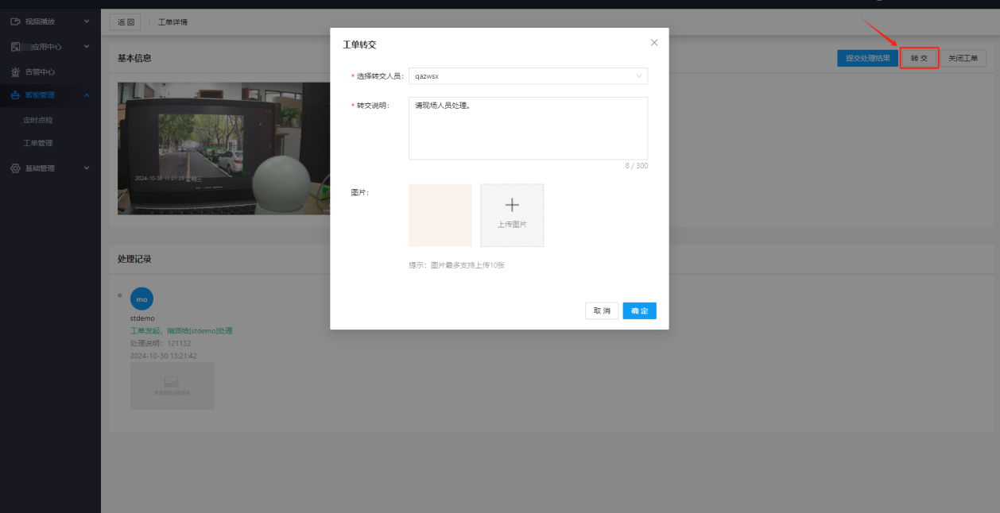 视频播放
应用中心
告警中心
智能管理
定时点检
工单管理
基础管理
返 回
工单详情
基本信息
提交处理结果
转 交
关闭工单
2024-10-30 13:21:28 星期三
工单转交
* 选择转交人员:
qazwsx
* 转交说明:
请现场人员处理。
8 / 300
图片:
上传图片
提示: 图片最多支持上传10张
取 消
确 定
处理记录
mo
stdemo
工单发起，指派给[stdemo]处理
处理说明: 121132
2024-10-30 13:21:42